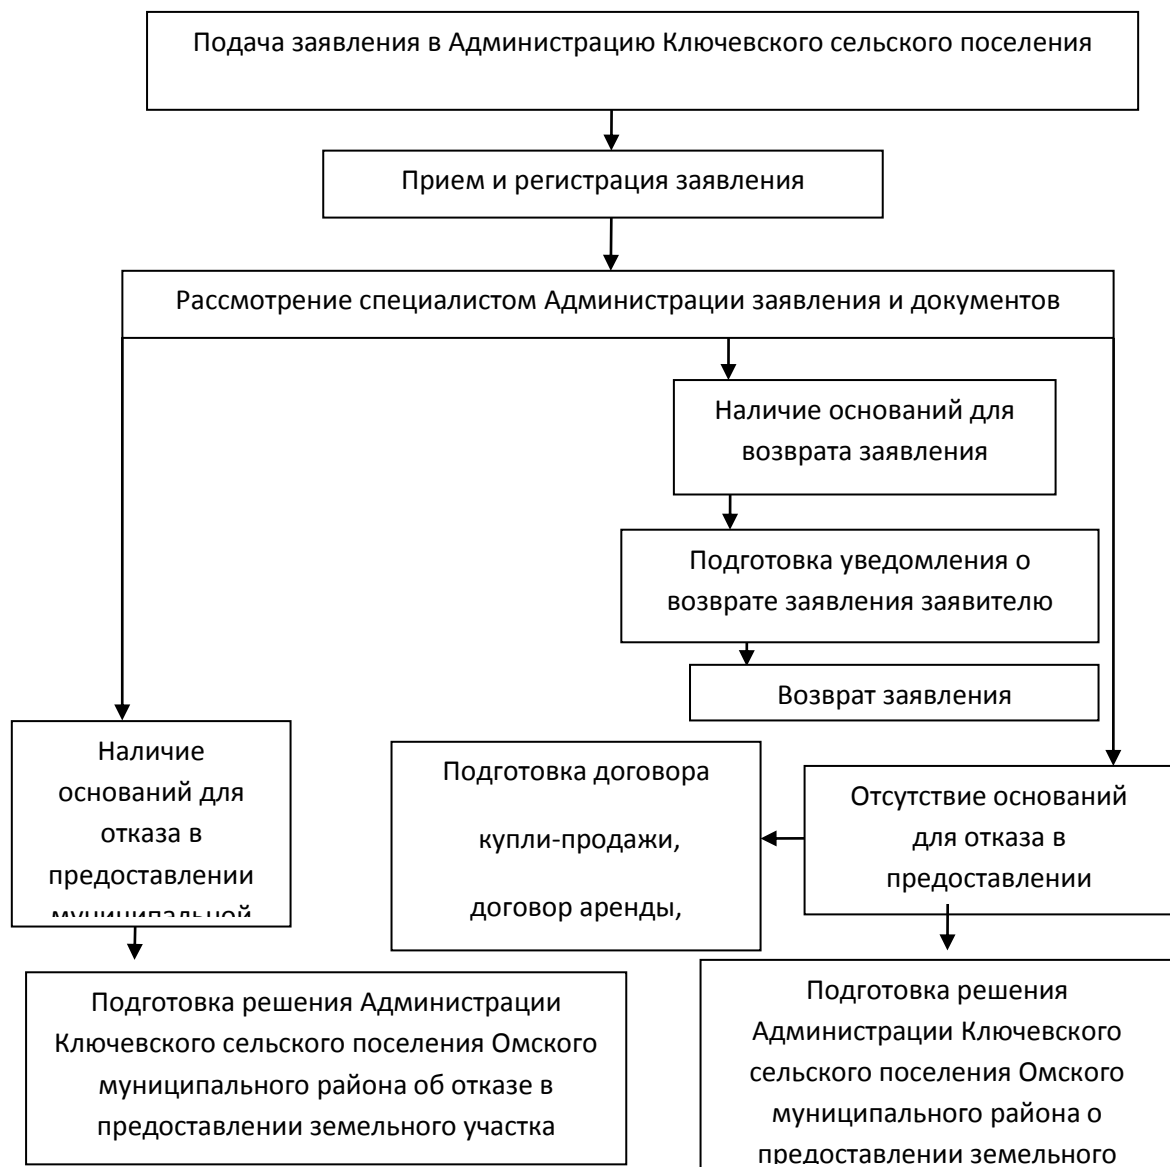 Подача заявления в Администрацию Ключевского сельского поселения
Прием и регистрация заявления
Рассмотрение специалистом Администрации заявления и документов
Наличие оснований для
возврата заявления
Подготовка уведомления о
возврате заявления заявителю
Возврат заявления
Наличие
оснований для
отказа в
предоставлении
муниципальной
Подготовка договора
купли-продажи,
договор аренды,
Отсутствие оснований
для отказа в
предоставлении
Подготовка решения Администрации
Ключевского сельского поселения Омского
муниципального района об отказе в
предоставлении земельного участка
Подготовка решения
Администрации Ключевского
сельского поселения Омского
муниципального района о
предоставлении земельного